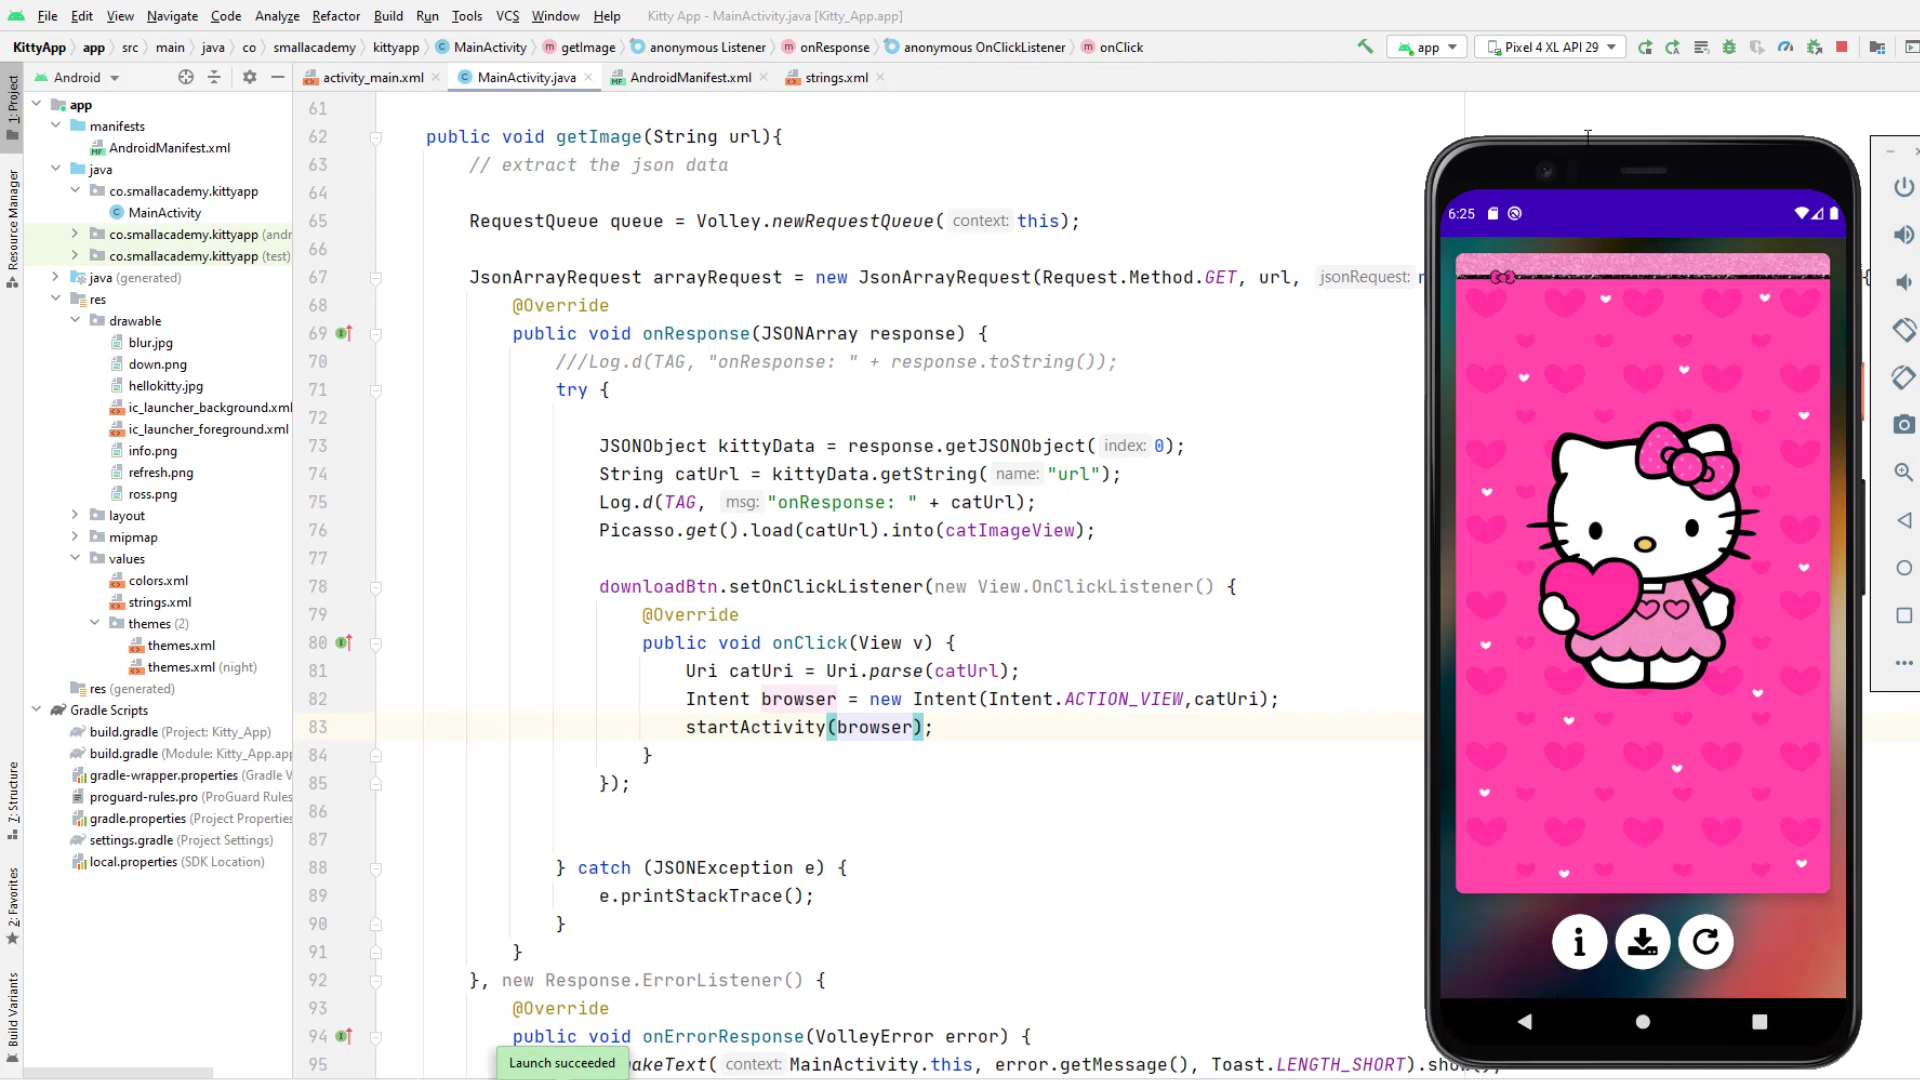 File Edit View Navigate Code Analyze Refactor Build Run Tools VCS Window Help Kitty App - MainActivity.java [Kitty_App.app]
KittyApp app src main java co smallacademy kittyapp MainActivity getImage anonymous Listener onResponse anonymous OnClickListener onClick app Pixel 4 XL API 29
Android activity_main.xml MainActivity.java AndroidManifest.xml strings.xml
1: Project
Resource Manager
7: Structure
2: Favorites
Build Variants
app
manifests
AndroidManifest.xml
java
co.smallacademy.kittyapp
MainActivity
co.smallacademy.kittyapp (andr
co.smallacademy.kittyapp (test)
java (generated)
res
drawable
blur.jpg
down.png
hellokitty.jpg
ic_launcher_background.xml
ic_launcher_foreground.xml
info.png
refresh.png
ross.png
layout
mipmap
values
colors.xml
strings.xml
themes (2)
themes.xml
themes.xml (night)
res (generated)
Gradle Scripts
build.gradle (Project: Kitty_App)
build.gradle (Module: Kitty_App.app
gradle-wrapper.properties (Gradle V
proguard-rules.pro (ProGuard Rules
gradle.properties (Project Properties
settings.gradle (Project Settings)
local.properties (SDK Location)
61
62 public void getImage(String url){
63 // extract the json data
64
65 RequestQueue queue = Volley.newRequestQueue( context: this);
66
67 JsonArrayRequest arrayRequest = new JsonArrayRequest(Request.Method.GET, url, jsonRequest: n {
68 @Override
69 public void onResponse(JSONArray response) {
70 ///Log.d(TAG, "onResponse: " + response.toString());
71 try {
72
73 JSONObject kittyData = response.getJSONObject( index: 0);
74 String catUrl = kittyData.getString( name: "url");
75 Log.d(TAG, msg: "onResponse: " + catUrl);
76 Picasso.get().load(catUrl).into(catImageView);
77
78 downloadBtn.setOnClickListener(new View.OnClickListener() {
79 @Override
80 public void onClick(View v) {
81 Uri catUri = Uri.parse(catUrl);
82 Intent browser = new Intent(Intent.ACTION_VIEW,catUri);
83 startActivity(browser);
84 }
85 });
86
87
88 } catch (JSONException e) {
89 e.printStackTrace();
90 }
91 }
92 }, new Response.ErrorListener() {
93 @Override
94 public void onErrorResponse(VolleyError error) {
95 akeText( context: MainActivity.this, error.getMessage(), Toast.LENGTH_SHORT).show();
Launch succeeded
6:25
i